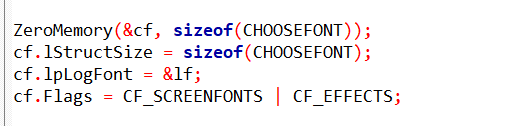 ZeroMemory(&cf, sizeof(CHOOSEFONT));
cf.lStructSize = sizeof(CHOOSEFONT);
cf.lpLogFont = &lf;
cf.Flags = CF_SCREENFONTS | CF_EFFECTS;